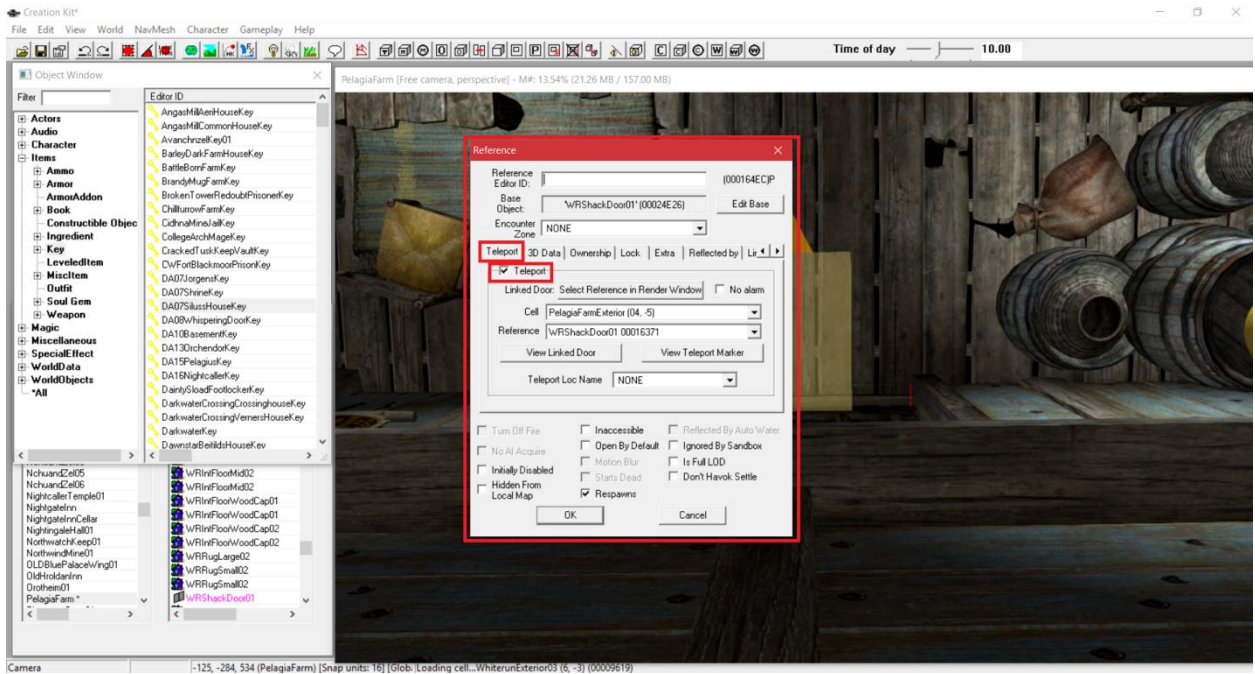 Creation Kit*
File Edit View World NavMesh Character Gameplay Help
Time of day 10.00
Object Window
PelagiaFarm [Free camera, perspective] - M#: 13.54% (21.26 MB / 157.00 MB)
Filter
Editor ID
Actors
Audio
Character
Items
Ammo
Armor
ArmorAddon
Book
Constructible Objec
Ingredient
Key
LeveledItem
MiscItem
Outfit
Soul Gem
Weapon
Magic
Miscellaneous
SpecialEffect
WorldData
WorldObjects
*All
AngasMillAeriHouseKey
AngasMillCommonHouseKey
AvanchnzelKey01
BarleyDarkFarmHouseKey
BattleBornFarmKey
BrandyMugFarmKey
BrokenTowerRedoubtPrisonerKey
ChillfurrowFarmKey
CidhnaMineJailKey
CollegeArchMageKey
CrackedTuskKeepVaultKey
CWFortBlackmoorPrisonKey
DA07JorgensKey
DA07ShrineKey
DA07SilussHouseKey
DA08WhisperingDoorKey
DA10BasementKey
DA13OrchendorKey
DA15PelagiusKey
DA16NightcallerKey
DaintySloadFootlockerKey
DarkwaterCrossingCrossinghouseKey
DarkwaterCrossingVernersHouseKey
DarkwaterKey
DawnstarBeitildsHouseKey
NchuandZel05
NchuandZel06
NightcallerTemple01
NightgateInn
NightgateInnCellar
NightingaleHall01
NorthwatchKeep01
NorthwindMine01
OLDBluePalaceWing01
OldHroldanInn
Orotheim01
PelagiaFarm *
WRIntFloorMid02
WRIntFloorMid02
WRIntFloorWoodCap01
WRIntFloorWoodCap01
WRIntFloorWoodCap02
WRIntFloorWoodCap02
WRRugLarge02
WRRugSmall02
WRRugSmall02
WRShackDoor01
Reference
Reference Editor ID:
(000164EC)P
Base Object: 'WRShackDoor01' (00024E26) Edit Base
Encounter Zone NONE
Teleport 3D Data Ownership Lock Extra Reflected by Lir
Teleport
Linked Door: Select Reference in Render Window No alarm
Cell PelagiaFarmExterior (04, -5)
Reference WRShackDoor01 00016371
View Linked Door View Teleport Marker
Teleport Loc Name NONE
Turn Off Fire Inaccessible Reflected By Auto Water
No AI Acquire Open By Default Ignored By Sandbox
Initially Disabled Motion Blur Is Full LOD
Hidden From Local Map Starts Dead Don't Havok Settle
Respawns
OK Cancel
Camera
-125, -284, 534 (PelagiaFarm) [Snap units: 16] [Glob. Loading cell...WhiterunExterior03 (6, -3) (00009619)